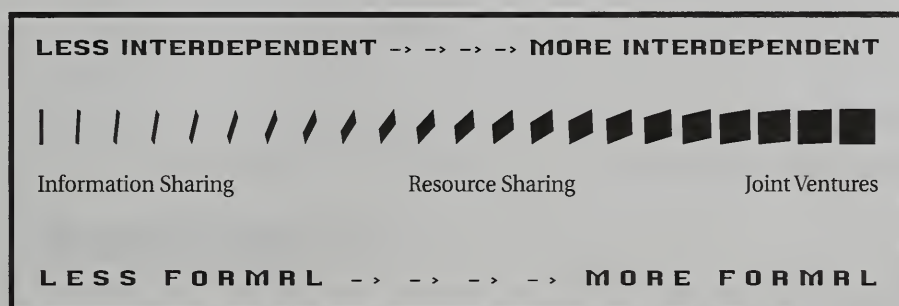 LESS INTERDEPENDENT -> -> -> -> MORE INTERDEPENDENT
Information Sharing Resource Sharing Joint Ventures
LESS FORMAL -> -> -> -> MORE FORMAL